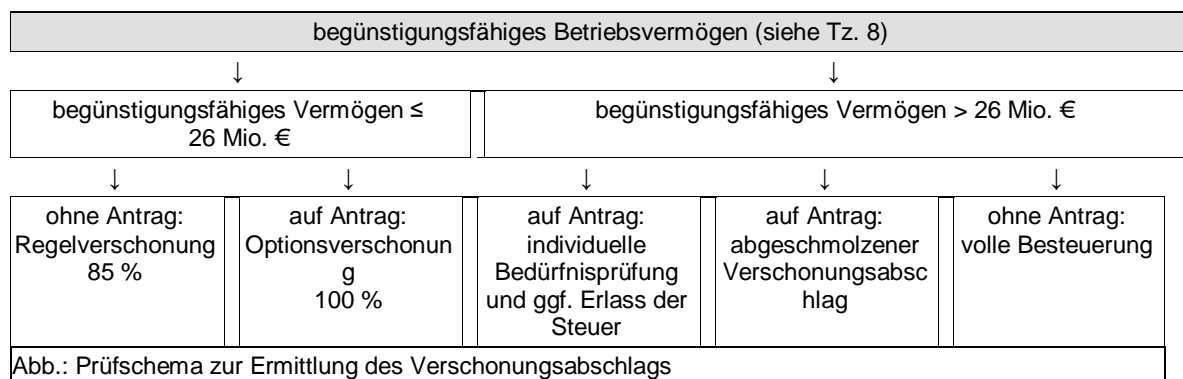 begünstigungsfähiges Betriebsvermögen (siehe Tz. 8)
↓ ↓
begünstigungsfähiges Vermögen ≤
26 Mio. €
begünstigungsfähiges Vermögen > 26 Mio. €
↓ ↓ ↓ ↓ ↓
ohne Antrag:
Regelverschonung
85 %
auf Antrag:
Optionsverschonun
g
100 %
auf Antrag:
individuelle
Bedürfnisprüfung
und ggf. Erlass der
Steuer
auf Antrag:
abgeschmolzener
Verschonungsabsc
hlag
ohne Antrag:
volle Besteuerung
Abb.: Prüfschema zur Ermittlung des Verschonungsabschlags